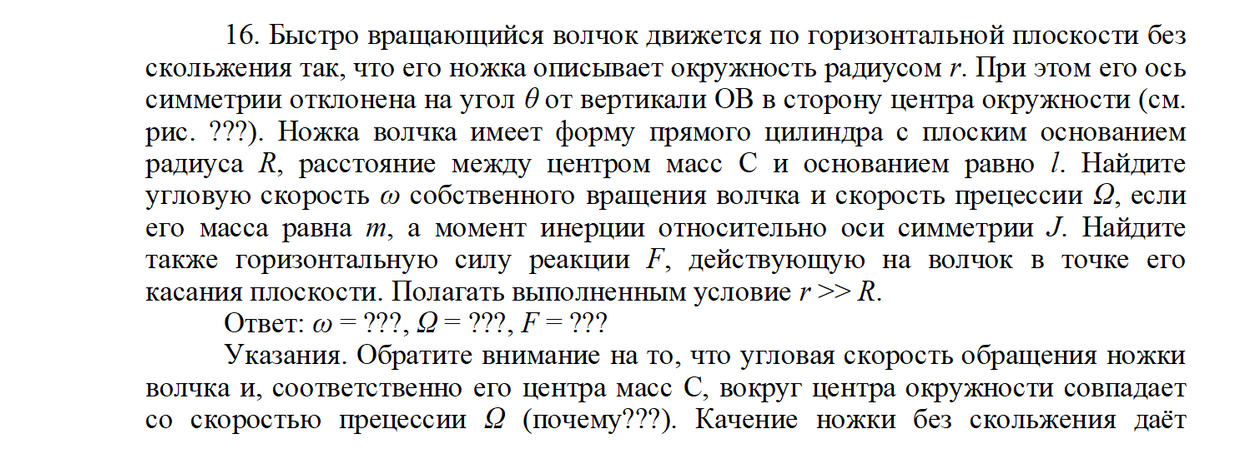 16. Быстро вращающийся волчок движется по горизонтальной плоскости без
скольжения так, что его ножка описывает окружность радиусом r. При этом его ось
симметрии отклонена на угол θ от вертикали OB в сторону центра окружности (см.
рис. ???). Ножка волчка имеет форму прямого цилиндра с плоским основанием
радиуса R, расстояние между центром масс C и основанием равно l. Найдите
угловую скорость ω собственного вращения волчка и скорость прецессии Ω, если
его масса равна m, а момент инерции относительно оси симметрии J. Найдите
также горизонтальную силу реакции F, действующую на волчок в точке его
касания плоскости. Полагать выполненным условие r >> R.
Ответ: ω = ???, Ω = ???, F = ???
Указания. Обратите внимание на то, что угловая скорость обращения ножки
волчка и, соответственно его центра масс C, вокруг центра окружности совпадает
со скоростью прецессии Ω (почему???). Качение ножки без скольжения даёт